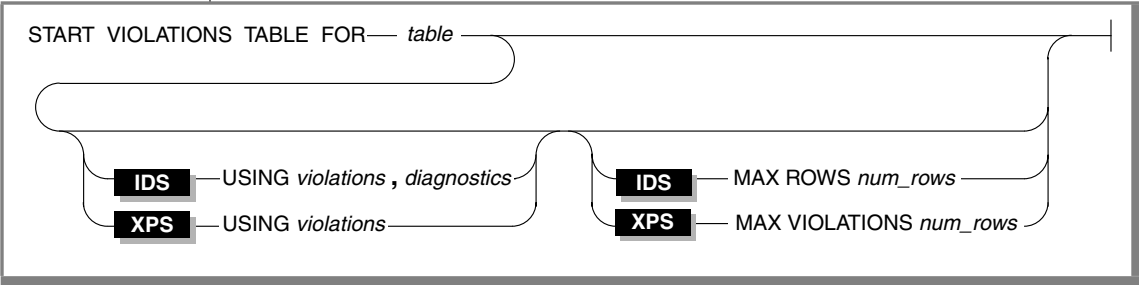 START VIOLATIONS TABLE FOR table
IDS USING violations , diagnostics IDS MAX ROWS num_rows
XPS USING violations XPS MAX VIOLATIONS num_rows